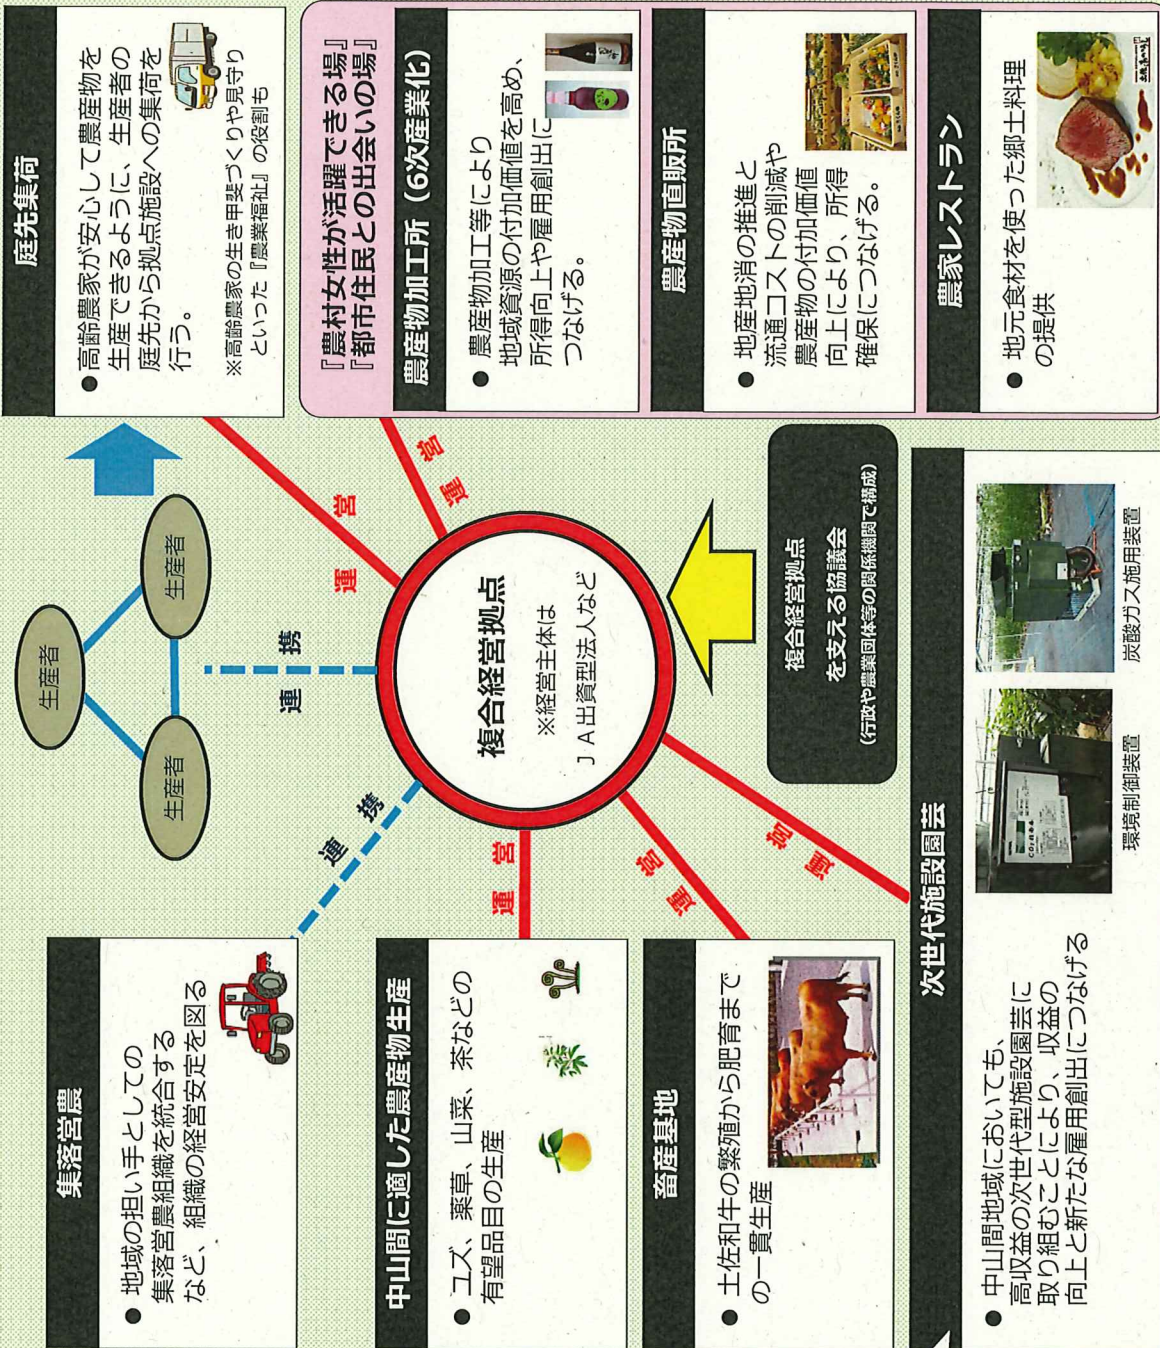 集落営農
● 地域の担い手としての
集落営農組織を統合する
など、組織の経営安定を図る
中山間に適した農産物生産
● ユズ、薬草、山菜、茶などの
有望品目の生産
畜産基地
● 土佐和牛の繁殖から肥育まで
の一貫生産
次世代施設園芸
● 中山間地域においても、
高収益の次世代型施設園芸に
取り組むことにより、収益の
向上と新たな雇用創出につなげる
環境制御装置
炭酸ガス施用装置
生産者
生産者
生産者
連携
連携
運営
運営
運営
運営
運営
複合経営拠点
※経営主体は
JA出資型法人など
複合経営拠点
を支える協議会
(行政や農業団体等の関係機関で構成)
庭先集荷
● 高齢農家が安心して農産物を
生産できるように、生産者の
庭先から拠点施設への集荷を
行う。
※高齢農家の生き甲斐づくりや見守り
といった『農業福祉』の役割も
『農村女性が活躍できる場』
『都市住民との出会いの場』
農産物加工所（6次産業化）
● 農産物加工等により
地域資源の付加価値を高め、
所得向上や雇用創出に
つなげる。
農産物直販所
● 地産地消の推進と
流通コストの削減や
農産物の付加価値
向上により、所得
確保につなげる。
農家レストラン
● 地元食材を使った郷土料理
の提供